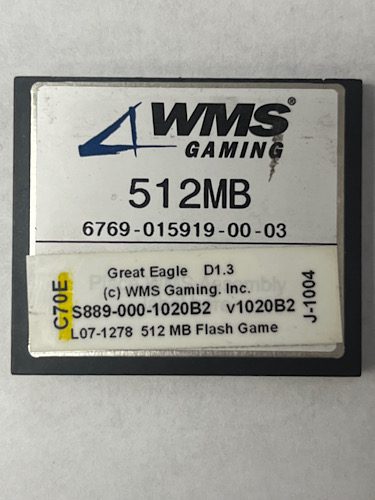 WMS®
GAMING
512MB
6769-015919-00-03
C70E
Great Eagle D1.3
(c) WMS Gaming. Inc.
S889-000-1020B2 v1020B2
L07-1278 512 MB Flash Game
J-1004